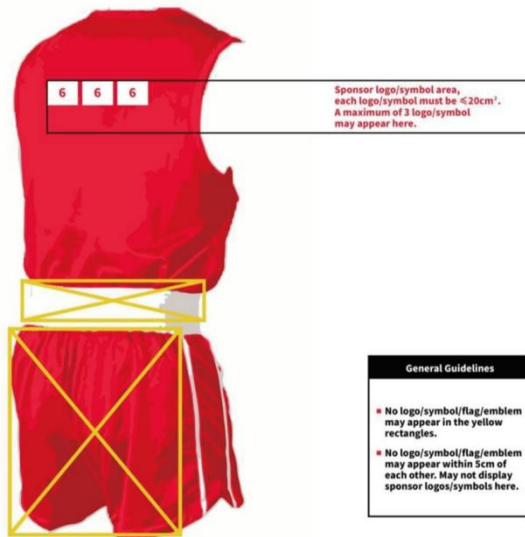 6 6 6
Sponsor logo/symbol area,
each logo/symbol must be ⩽20cm².
A maximum of 3 logo/symbol
may appear here.
General Guidelines
No logo/symbol/flag/emblem
may appear in the yellow
rectangles.
No logo/symbol/flag/emblem
may appear within 5cm of
each other. May not display
sponsor logos/symbols here.